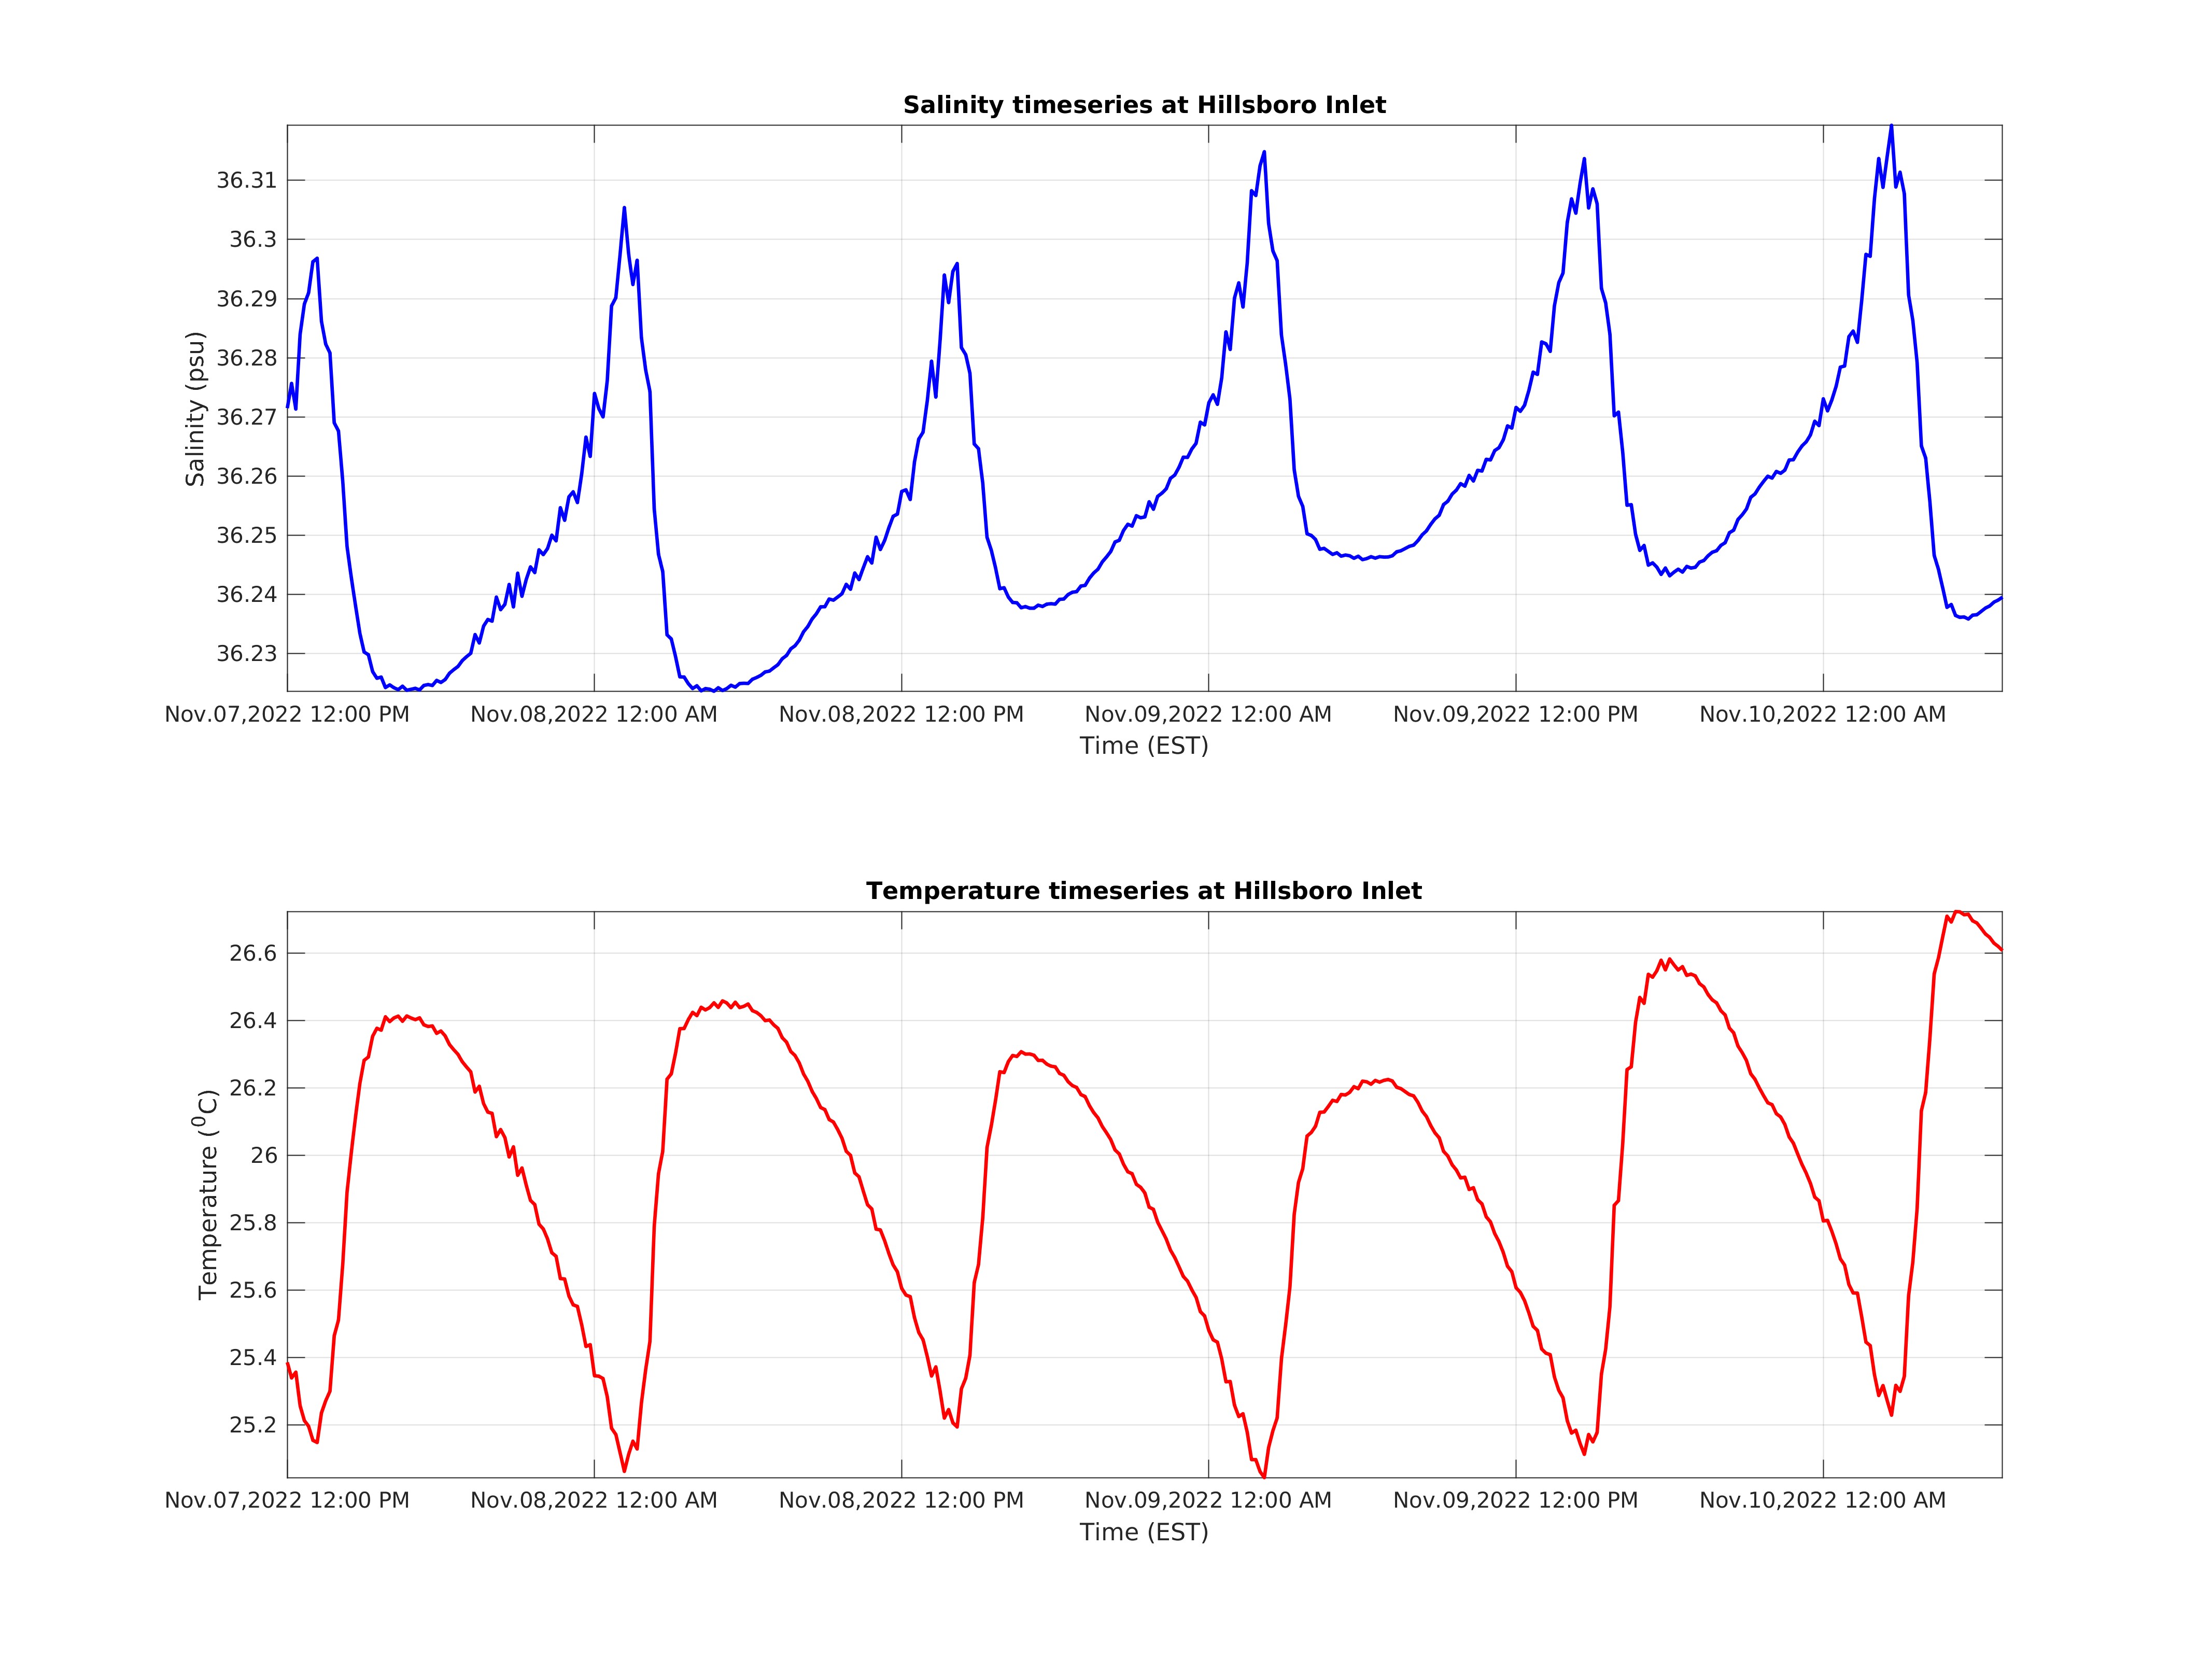 Salinity timeseries at Hillsboro Inlet
36.31
36.3
36.29
36.28
36.27
36.26
36.25
36.24
36.23
Salinity (psu)
Nov.07,2022 12:00 PM Nov.08,2022 12:00 AM Nov.08,2022 12:00 PM Nov.09,2022 12:00 AM Nov.09,2022 12:00 PM Nov.10,2022 12:00 AM
Time (EST)
Temperature timeseries at Hillsboro Inlet
26.6
26.4
26.2
26
25.8
25.6
25.4
25.2
Temperature (⁰C)
Nov.07,2022 12:00 PM Nov.08,2022 12:00 AM Nov.08,2022 12:00 PM Nov.09,2022 12:00 AM Nov.09,2022 12:00 PM Nov.10,2022 12:00 AM
Time (EST)